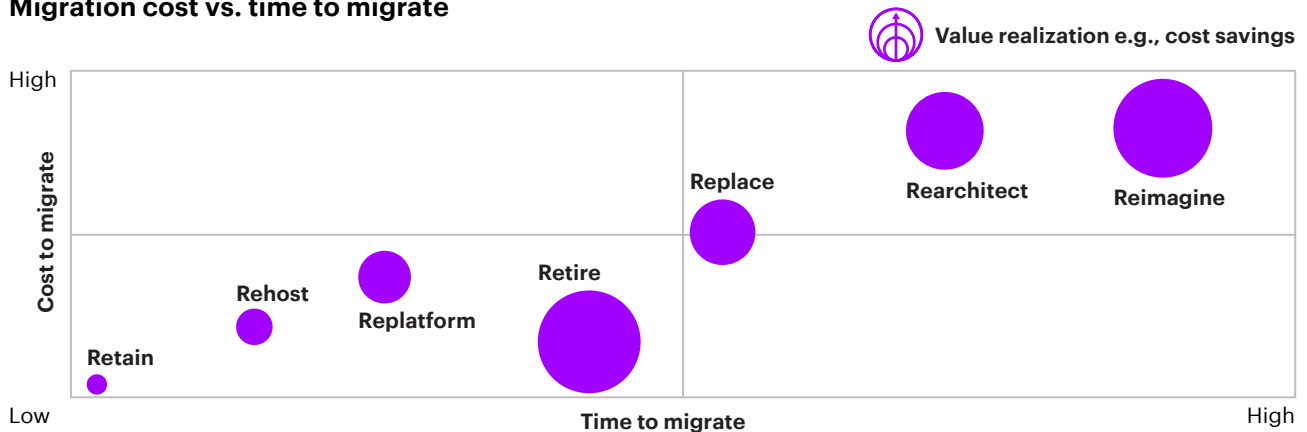 Migration cost vs. time to migrate
Value realization e.g., cost savings
High
Cost to migrate
Replace
Rearchitect
Reimagine
Retire
Rehost
Replatform
Retain
Low
Time to migrate
High